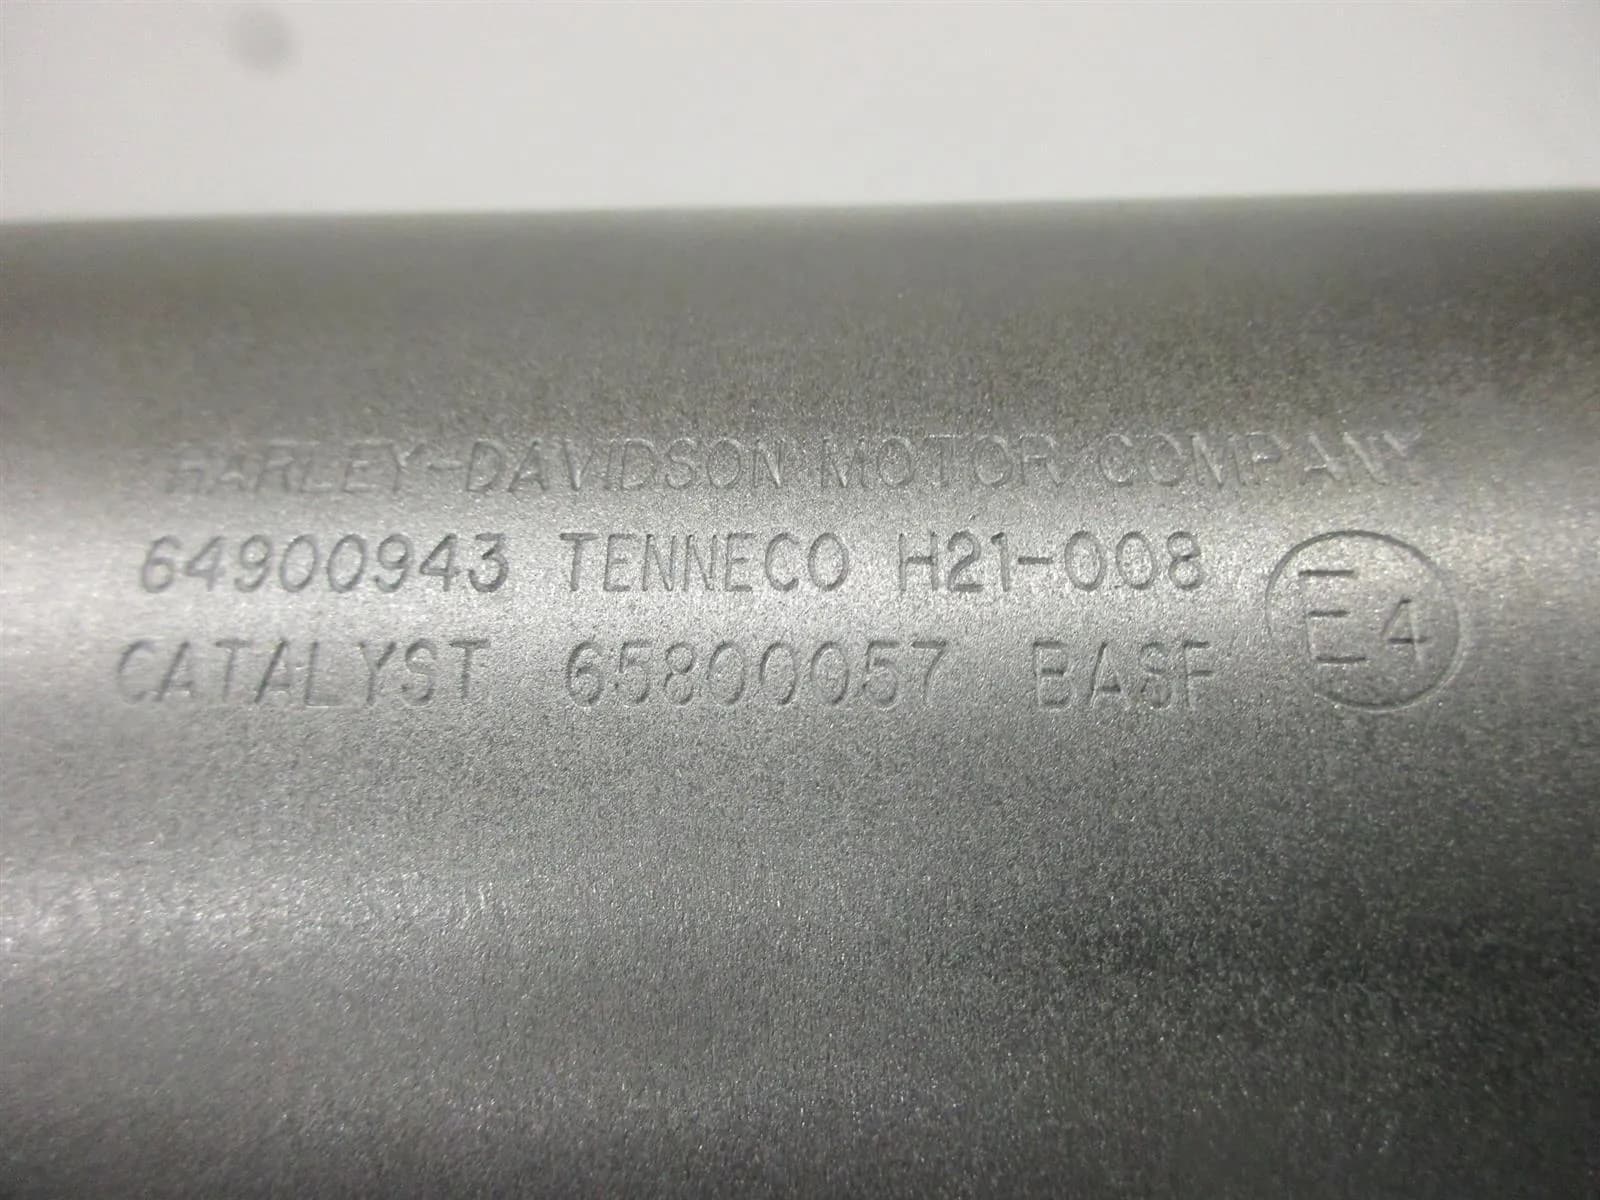 HARLEY-DAVIDSON MOTOR COMPANY
64900943 TENNECO H21-008
CATALYST 65800057 BASF
E4